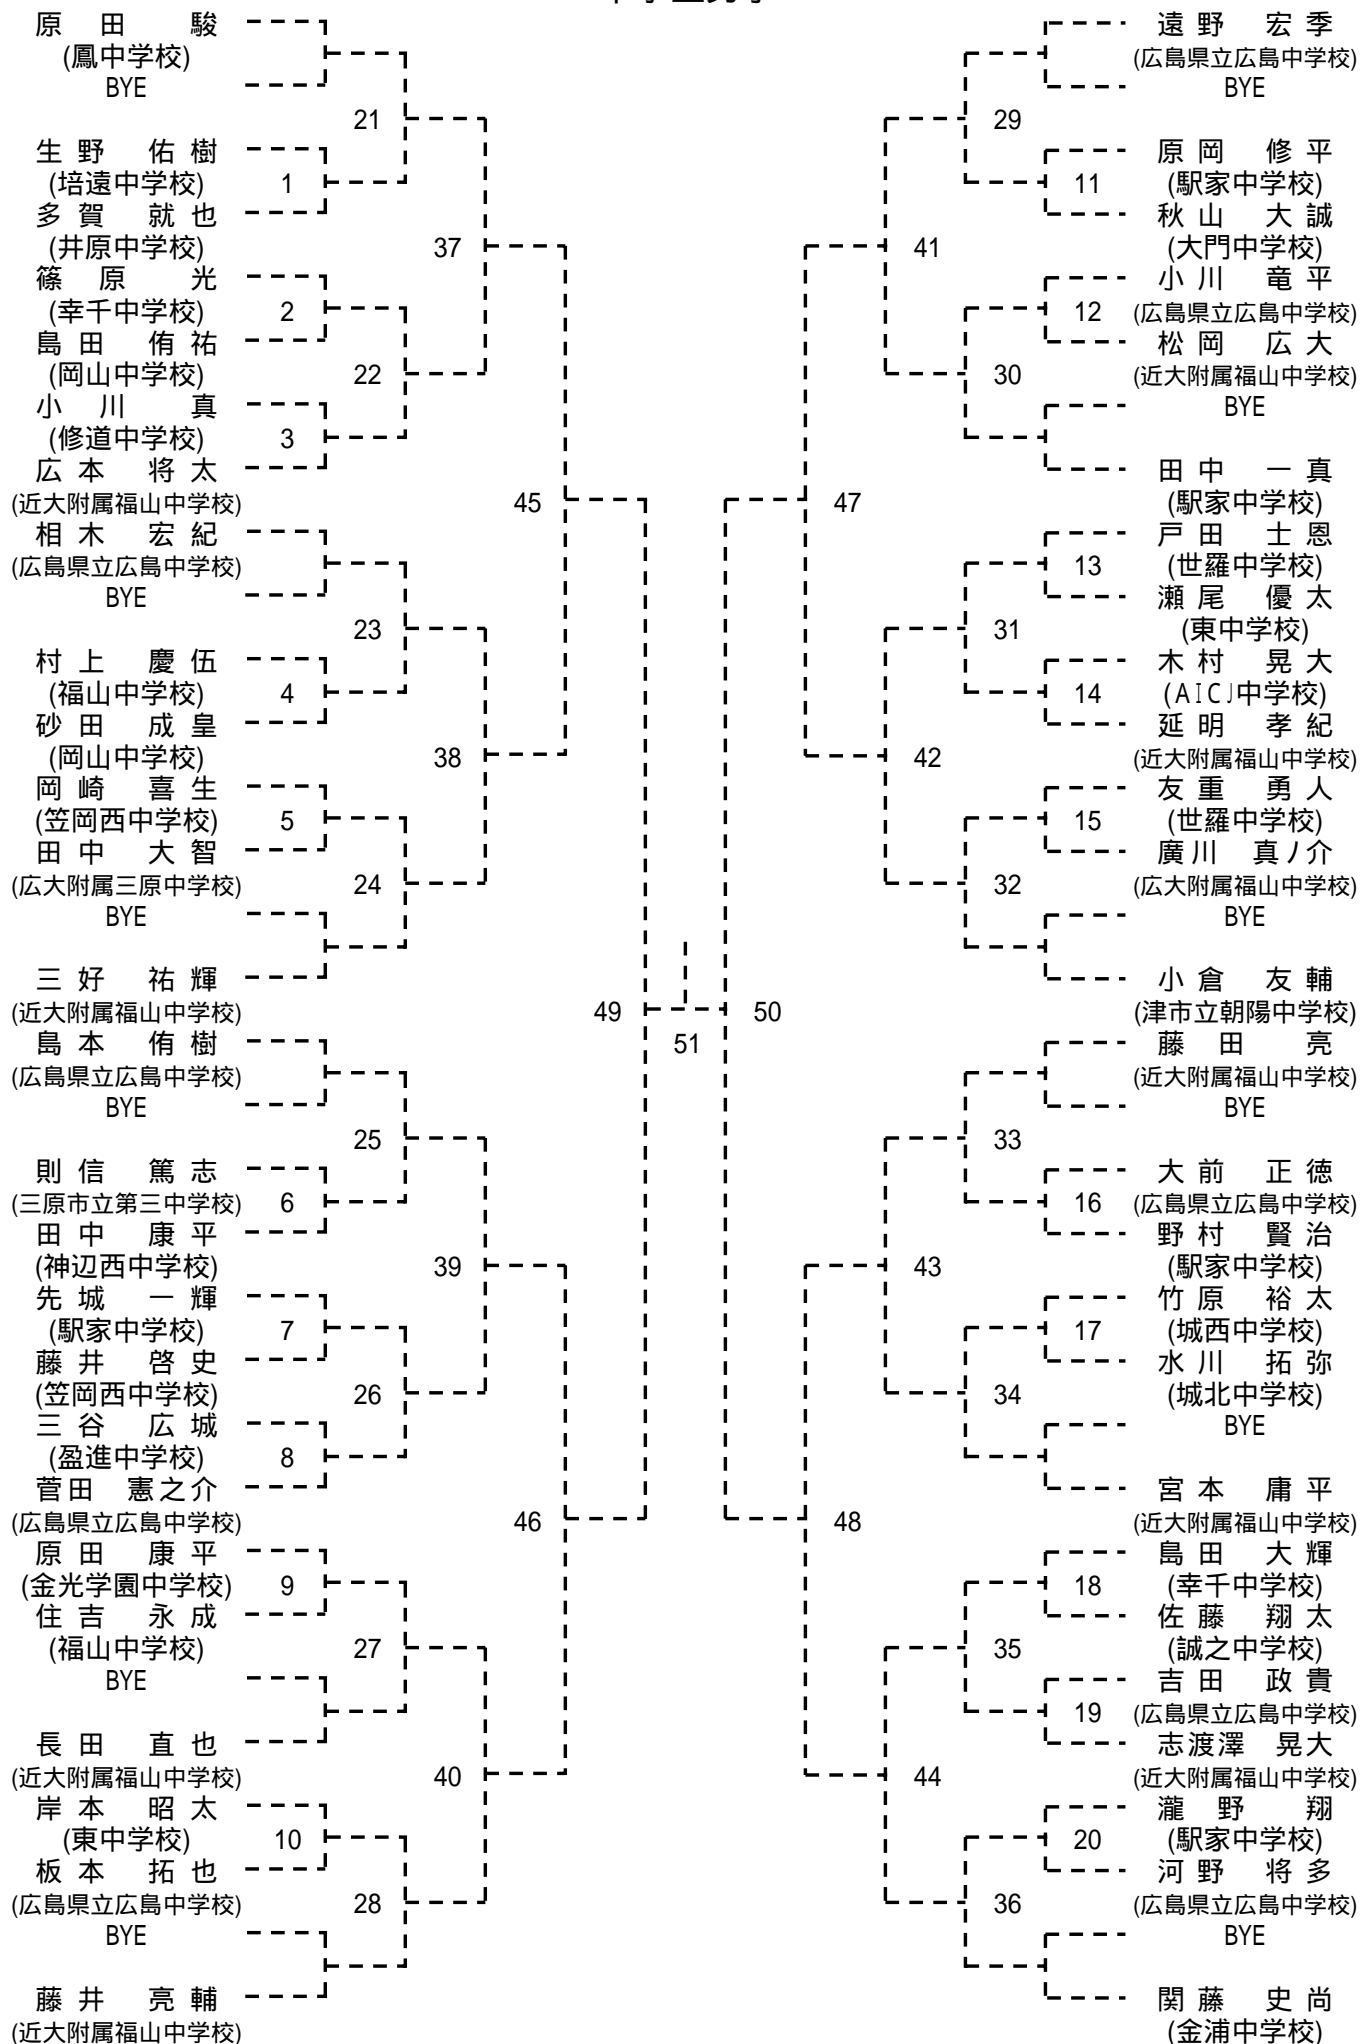 原田 駿
(鳳中学校)
BYE
21
生野 佑樹
(培遠中学校)
1
多賀 就也
(井原中学校)
37
篠原 光
(幸千中学校)
2
島田 侑祐
(岡山中学校)
22
小川 真
(修道中学校)
3
広本 将太
(近大附属福山中学校)
45
相木 宏紀
(広島県立広島中学校)
BYE
23
村上 慶伍
(福山中学校)
4
砂田 成皇
(岡山中学校)
38
岡崎 喜生
(笠岡西中学校)
5
田中 大智
(広大附属三原中学校)
24
BYE
三好 祐輝
(近大附属福山中学校)
49
島本 侑樹
(広島県立広島中学校)
BYE
25
則信 篤志
(三原市立第三中学校)
6
田中 康平
(神辺西中学校)
39
先城 一輝
(駅家中学校)
7
藤井 啓史
(笠岡西中学校)
26
三谷 広城
(盈進中学校)
8
菅田 憲之介
(広島県立広島中学校)
46
原田 康平
(金光学園中学校)
9
住吉 永成
(福山中学校)
27
BYE
長田 直也
(近大附属福山中学校)
40
岸本 昭太
(東中学校)
10
板本 拓也
(広島県立広島中学校)
28
BYE
藤井 亮輔
(近大附属福山中学校)
51
遠野 宏季
(広島県立広島中学校)
BYE
29
原岡 修平
11
(駅家中学校)
秋山 大誠
(大門中学校)
41
小川 竜平
12
(広島県立広島中学校)
松岡 広大
(近大附属福山中学校)
30
BYE
田中 一真
(駅家中学校)
47
戸田 士恩
13
(世羅中学校)
瀬尾 優太
(東中学校)
31
木村 晃大
14
(AICJ中学校)
延明 孝紀
(近大附属福山中学校)
42
友重 勇人
15
(世羅中学校)
廣川 真ノ介
(広大附属福山中学校)
32
BYE
小倉 友輔
(津市立朝陽中学校)
50
藤田 亮
(近大附属福山中学校)
BYE
33
大前 正徳
16
(広島県立広島中学校)
野村 賢治
(駅家中学校)
43
竹原 裕太
17
(城西中学校)
水川 拓弥
(城北中学校)
34
BYE
宮本 庸平
(近大附属福山中学校)
48
島田 大輝
18
(幸千中学校)
佐藤 翔太
(誠之中学校)
35
吉田 政貴
19
(広島県立広島中学校)
志渡澤 晃大
(近大附属福山中学校)
44
瀧野 翔
20
(駅家中学校)
河野 将多
(広島県立広島中学校)
36
BYE
関藤 史尚
(金浦中学校)